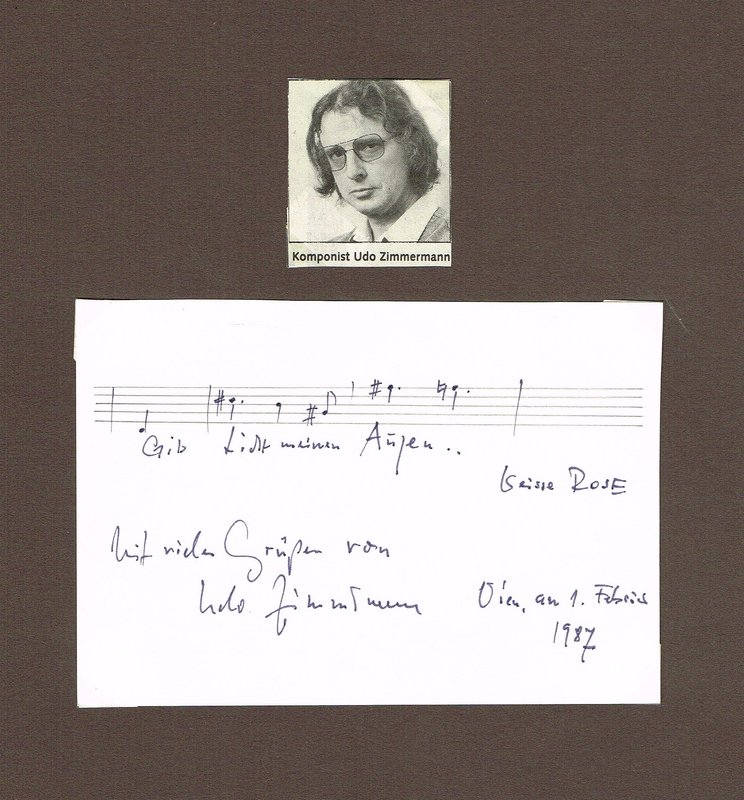 Komponist Udo Zimmermann
Gib Licht meinen Augen..
Weisse ROSE
Mit vielen Grüßen von
Udo Zimmermann
Wien, am 1. Februar
1987